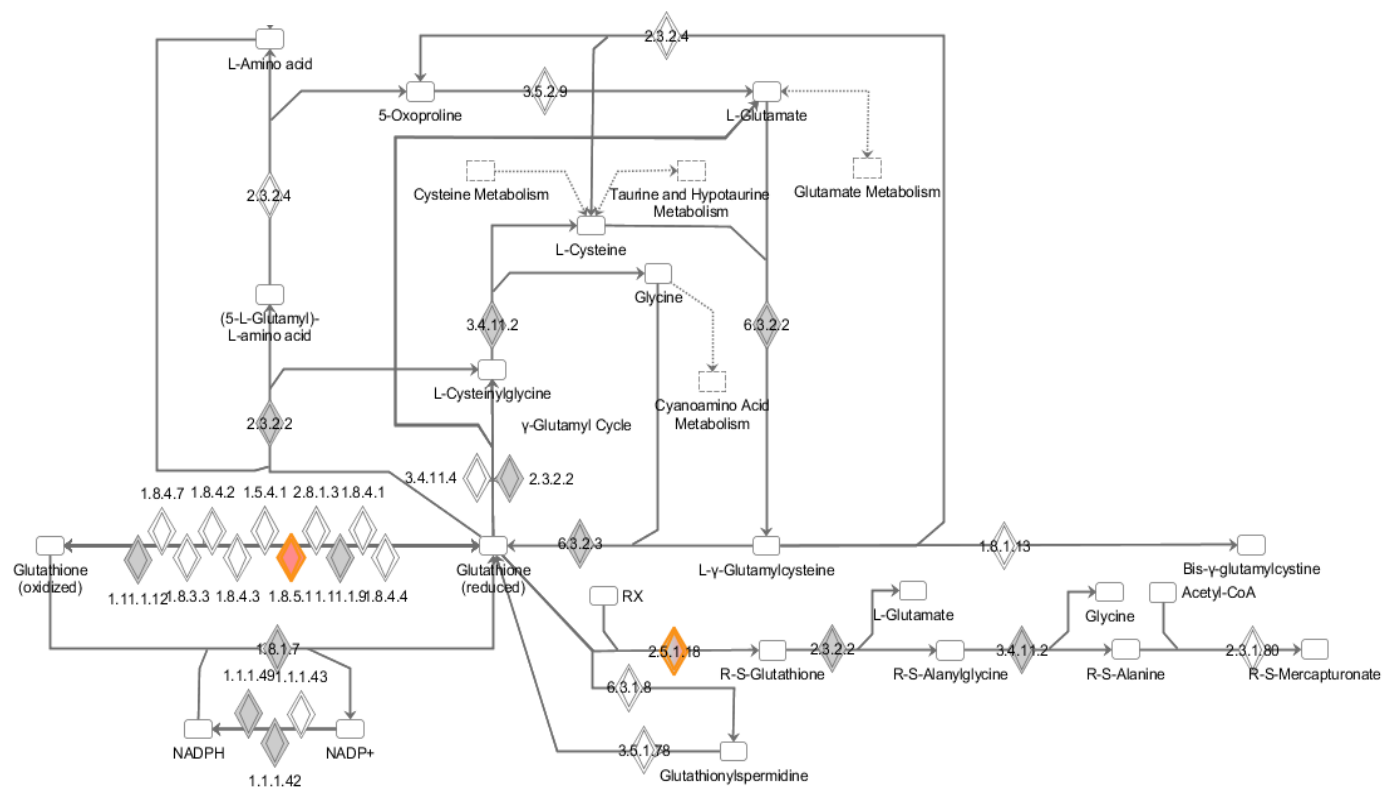 2.3.2.4
L-Amino acid
3.5.2.9
5-Oxoproline
L-Glutamate
2.3.2.4
Cysteine Metabolism
Taurine and Hypotaurine
Metabolism
Glutamate Metabolism
L-Cysteine
Glycine
(5-L-Glutamyl)-
L-amino acid
3.4.11.2
6.3.2.2
L-Cysteinylglycine
Cyanoamino Acid
Metabolism
2.3.2.2
γ-Glutamyl Cycle
3.4.11.4
2.3.2.2
1.8.4.7
1.8.4.2
1.5.4.1
2.8.1.3
1.8.4.1
6.3.2.3
1.8.1.13
Glutathione
(oxidized)
Glutathione
(reduced)
L-γ-Glutamylcysteine
Bis-γ-glutamylcystine
1.11.1.12
1.8.3.3
1.8.4.3
1.8.5.1
1.11.1.9
1.8.4.4
RX
L-Glutamate
Glycine
Acetyl-CoA
1.8.1.7
2.5.1.18
2.3.2.2
3.4.11.2
2.3.1.80
R-S-Glutathione
R-S-Alanylglycine
R-S-Alanine
R-S-Mercapturonate
1.1.1.49
1.1.1.43
6.3.1.8
NADPH
NADP+
3.5.1.78
1.1.1.42
Glutathionylspermidine